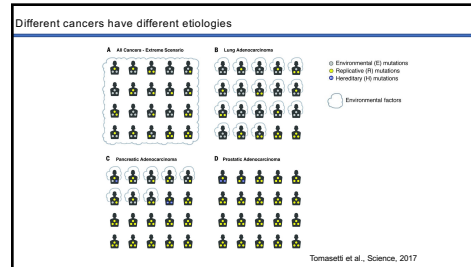 Different cancers have different etiologies
A All Cancers - Extreme Scenario
B Lung Adenocarcinoma
Environmental (E) mutations
Replicative (R) mutations
Hereditary (H) mutations
Environmental factors
C Pancreatic Adenocarcinoma
D Prostatic Adenocarcinoma
Tomasetti et al., Science, 2017